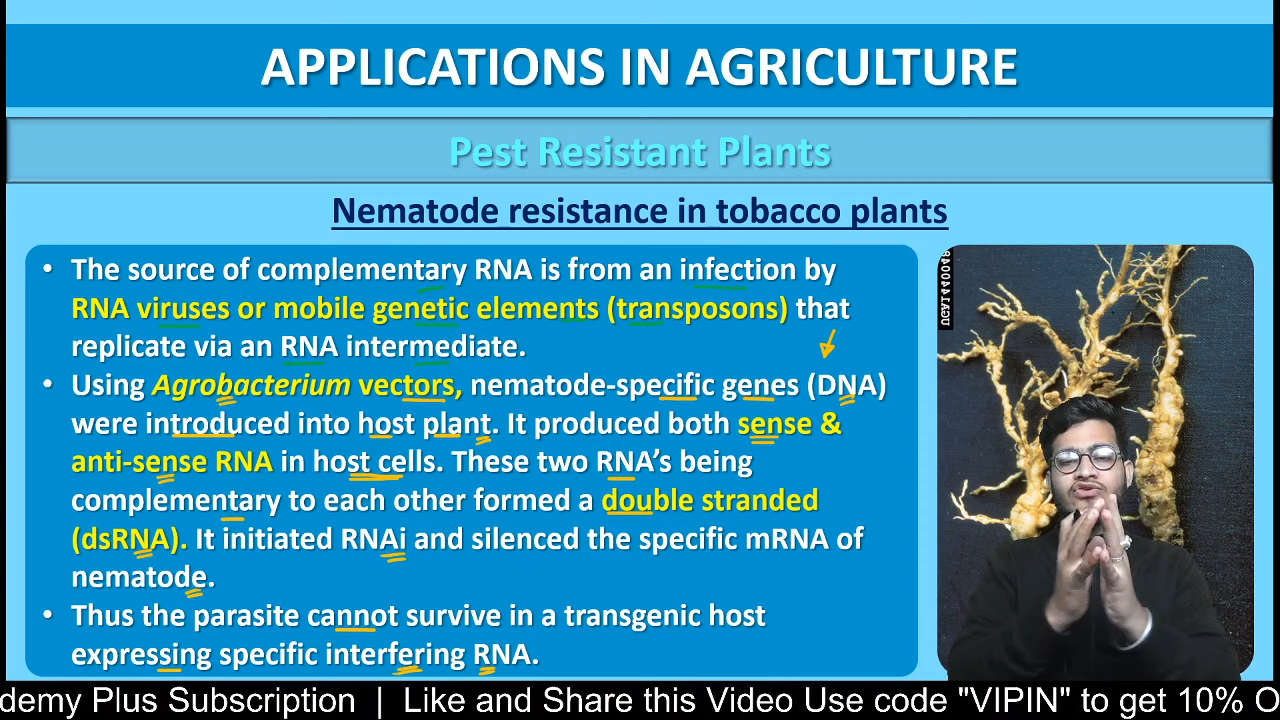 APPLICATIONS IN AGRICULTURE
Pest Resistant Plants
Nematode resistance in tobacco plants
• The source of complementary RNA is from an infection by
RNA viruses or mobile genetic elements (transposons) that
replicate via an RNA intermediate.
• Using Agrobacterium vectors, nematode-specific genes (DNA)
were introduced into host plant. It produced both sense &
anti-sense RNA in host cells. These two RNA's being
complementary to each other formed a double stranded
(dsRNA). It initiated RNAi and silenced the specific mRNA of
nematode.
• Thus the parasite cannot survive in a transgenic host
expressing specific interfering RNA.
UGA1440048
demy Plus Subscription | Like and Share this Video Use code "VIPIN" to get 10% O